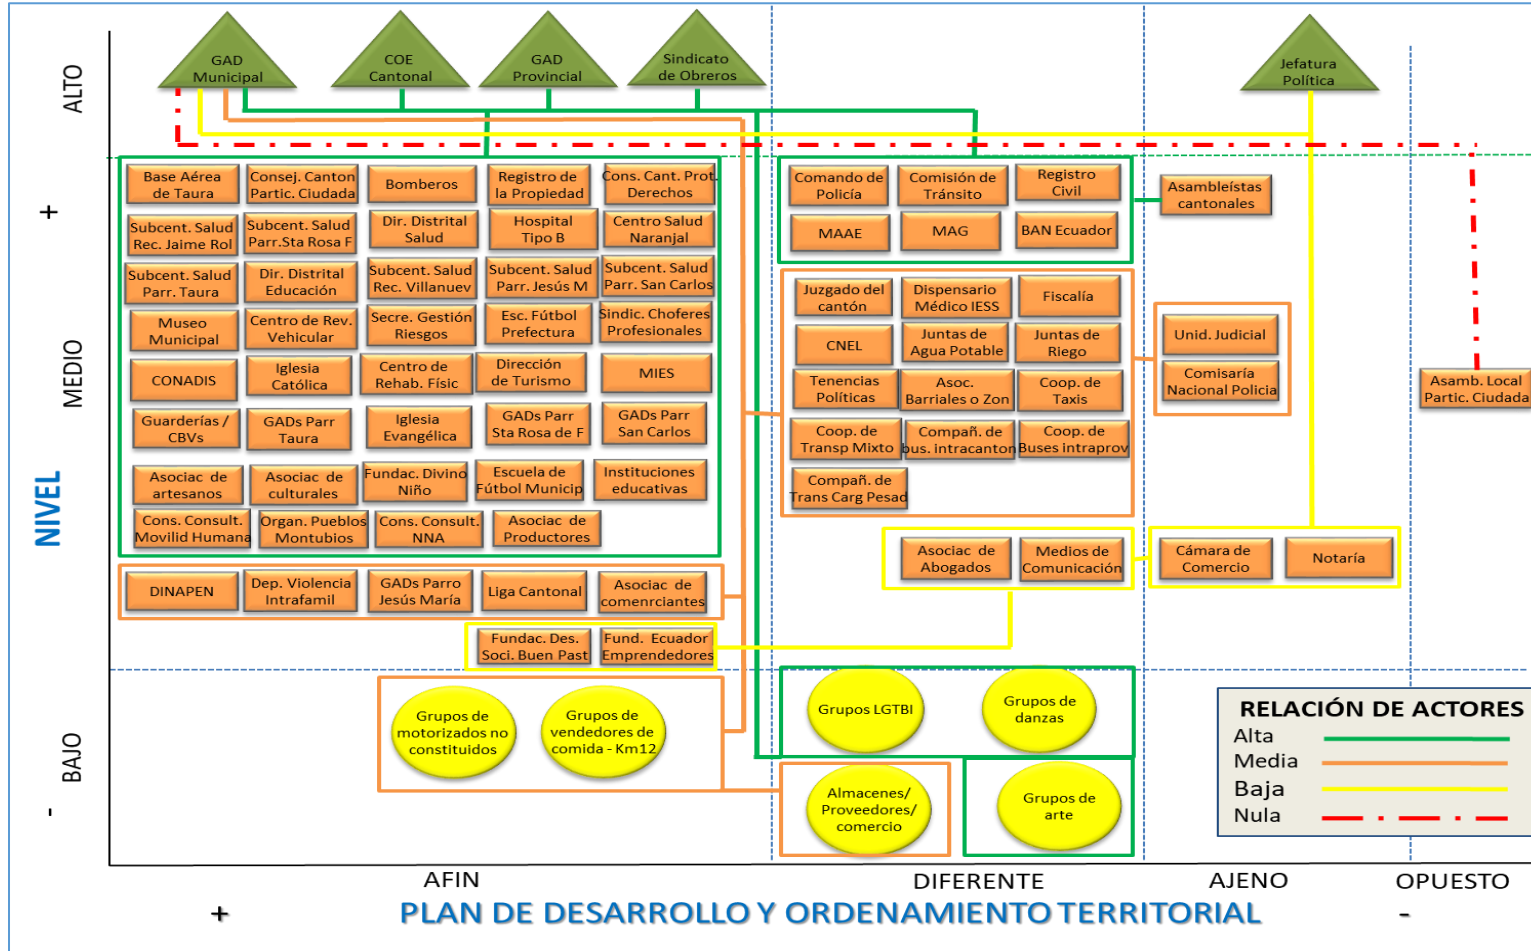 GAD
Municipal
COE
Cantonal
GAD
Provincial
Sindicato
de Obreros
Jefatura
Política
ALTO
+
MEDIO
NIVEL
BAJO
-
Base Aérea
de Taura
Consej. Canton
Partic. Ciudada
Bomberos
Registro de
la Propiedad
Cons. Cant. Prot.
Derechos
Subcent. Salud
Rec. Jaime Rol
Subcent. Salud
Parr.Sta Rosa F
Dir. Distrital
Salud
Hospital
Tipo B
Centro Salud
Naranjal
Subcent. Salud
Parr. Taura
Dir. Distrital
Educación
Subcent. Salud
Rec. Villanuev
Subcent. Salud
Parr. Jesús M
Subcent. Salud
Parr. San Carlos
Museo
Municipal
Centro de Rev.
Vehicular
Secre. Gestión
Riesgos
Esc. Fútbol
Prefectura
Sindic. Choferes
Profesionales
CONADIS
Iglesia
Católica
Centro de
Rehab. Físic
Dirección
de Turismo
MIES
Guarderías /
CBVs
GADs Parr
Taura
Iglesia
Evangélica
GADs Parr
Sta Rosa de F
GADs Parr
San Carlos
Asociac de
artesanos
Asociac de
culturales
Fundac. Divino
Niño
Escuela de
Fútbol Municip
Instituciones
educativas
Cons. Consult.
Movilid Humana
Organ. Pueblos
Montubios
Cons. Consult.
NNA
Asociac de
Productores
DINAPEN
Dep. Violencia
Intrafamil
GADs Parro
Jesús María
Liga Cantonal
Asociac de
comenrciantes
Fundac. Des.
Soci. Buen Past
Fund. Ecuador
Emprendedores
Comando de
Policía
Comisión de
Tránsito
Registro
Civil
MAAE
MAG
BAN Ecuador
Asambleístas
cantonales
Juzgado del
cantón
Dispensario
Médico IESS
Fiscalía
CNEL
Juntas de
Agua Potable
Juntas de
Riego
Tenencias
Políticas
Asoc.
Barriales o Zon
Coop. de
Taxis
Coop. de
Transp Mixto
Compañ. de
bus. intracanton
Coop. de
Buses intraprov
Compañ. de
Trans Carg Pesad
Unid. Judicial
Comisaría
Nacional Policia
Asamb. Local
Partic. Ciudada
Asociac de
Abogados
Medios de
Comunicación
Cámara de
Comercio
Notaría
Grupos de
motorizados no
constituidos
Grupos de
vendedores de
comida - Km12
Grupos LGTBI
Grupos de
danzas
Almacenes/
Proveedores/
comercio
Grupos de
arte
RELACIÓN DE ACTORES
Alta
Media
Baja
Nula
AFIN
DIFERENTE
AJENO
OPUESTO
+
PLAN DE DESARROLLO Y ORDENAMIENTO TERRITORIAL
-